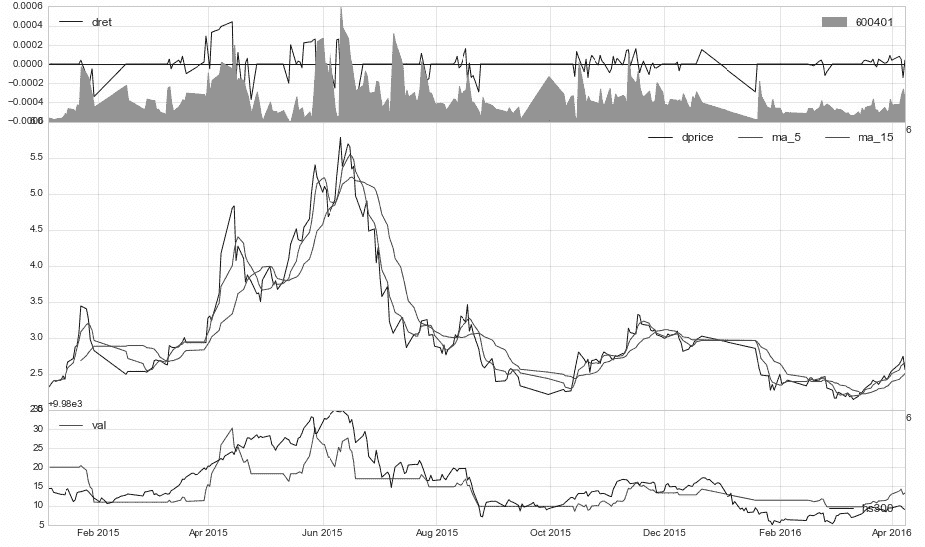 0.0006
dret
600401
0.0004
0.0002
0.0000
−0.0002
−0.0004
6
dprice
ma_5
ma_15
5.5
5.0
4.5
4.0
3.5
3.0
2.5
+9.98e3
6
val
30
25
20
15
10
5
hs300
Feb 2015
Apr 2015
Jun 2015
Aug 2015
Oct 2015
Dec 2015
Feb 2016
Apr 2016